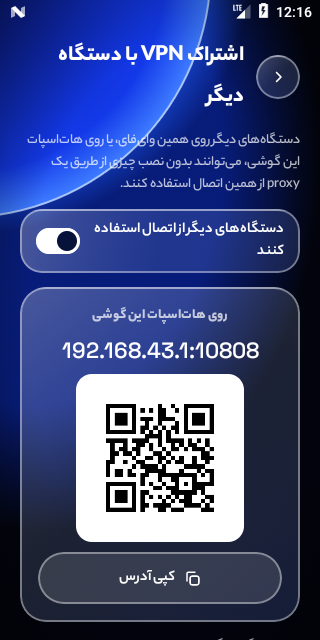 12:16
LTE
اشتراک VPN با دستگاه
دیگر
دستگاه‌های دیگر روی همین وای‌فای، یا روی هات‌اسپات
این گوشی، می‌توانند بدون نصب چیزی از طریق یک
proxy از همین اتصال استفاده کنند.
دستگاه‌های دیگر از اتصال استفاده
کنند
روی هات‌اسپات این گوشی
192.168.43.1:10808
کپی آدرس